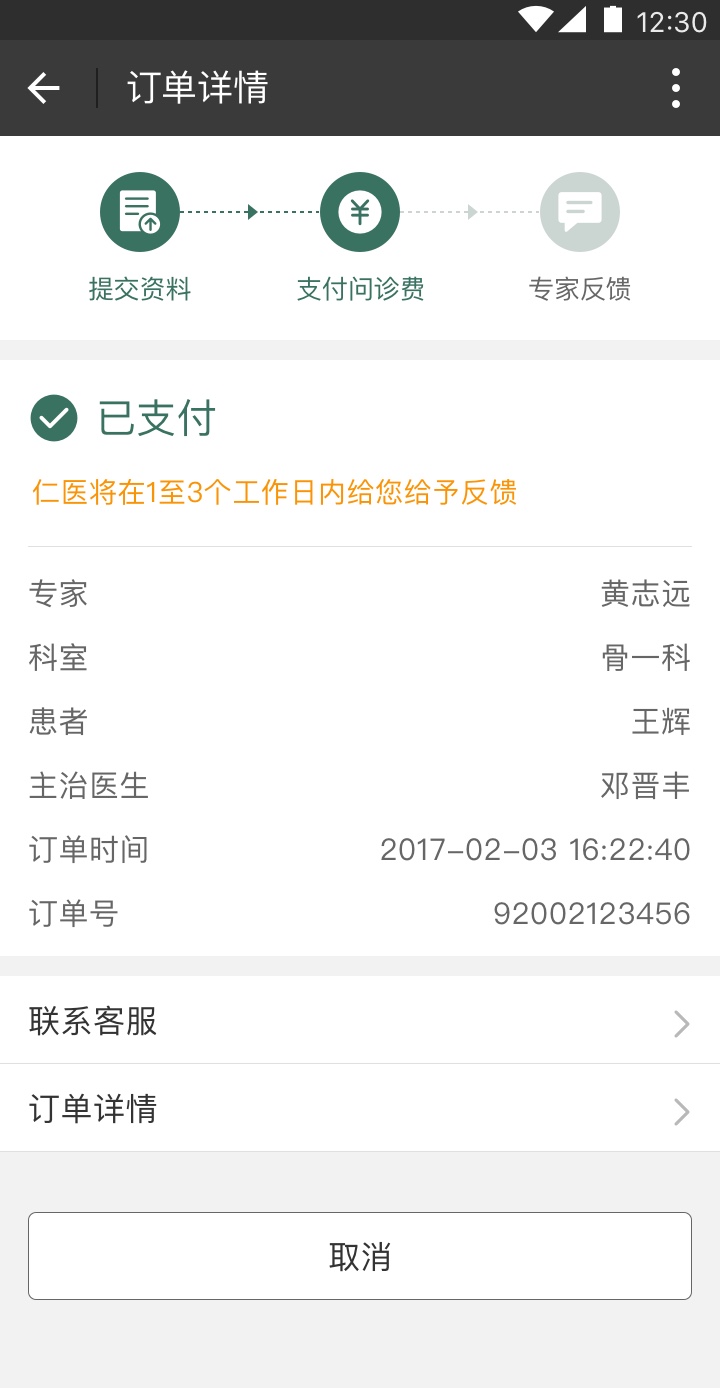 12:30
订单详情
提交资料 支付问诊费 专家反馈
已支付
仁医将在1至3个工作日内给您给予反馈
专家 黄志远
科室 骨一科
患者 王辉
主治医生 邓晋丰
订单时间 2017-02-03 16:22:40
订单号 92002123456
联系客服
订单详情
取消